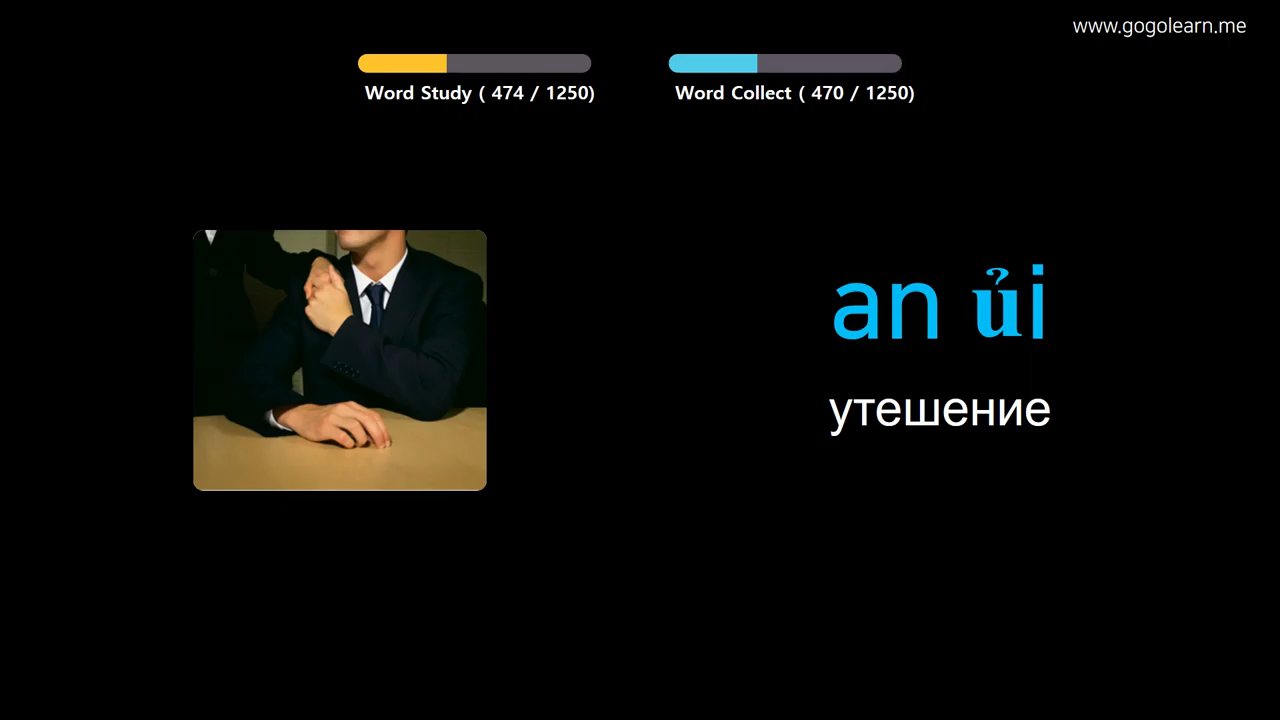 www.gogolearn.me
Word Study ( 474 / 1250)
Word Collect ( 470 / 1250)
an ủi
утешение